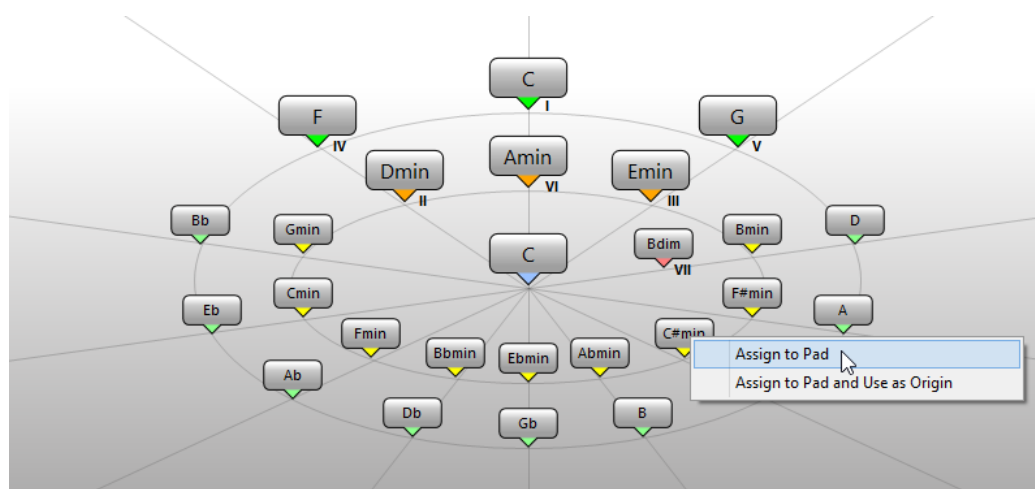 C
I
F
IV
G
V
Amin
VI
Dmin
II
Emin
III
Bb
Gmin
Bmin
D
C
Bdim
VII
Eb
Cmin
F#min
A
Fmin
C#min
Bbmin
Ebmin
Abmin
Assign to Pad
Assign to Pad and Use as Origin
Ab
Db
Gb
B